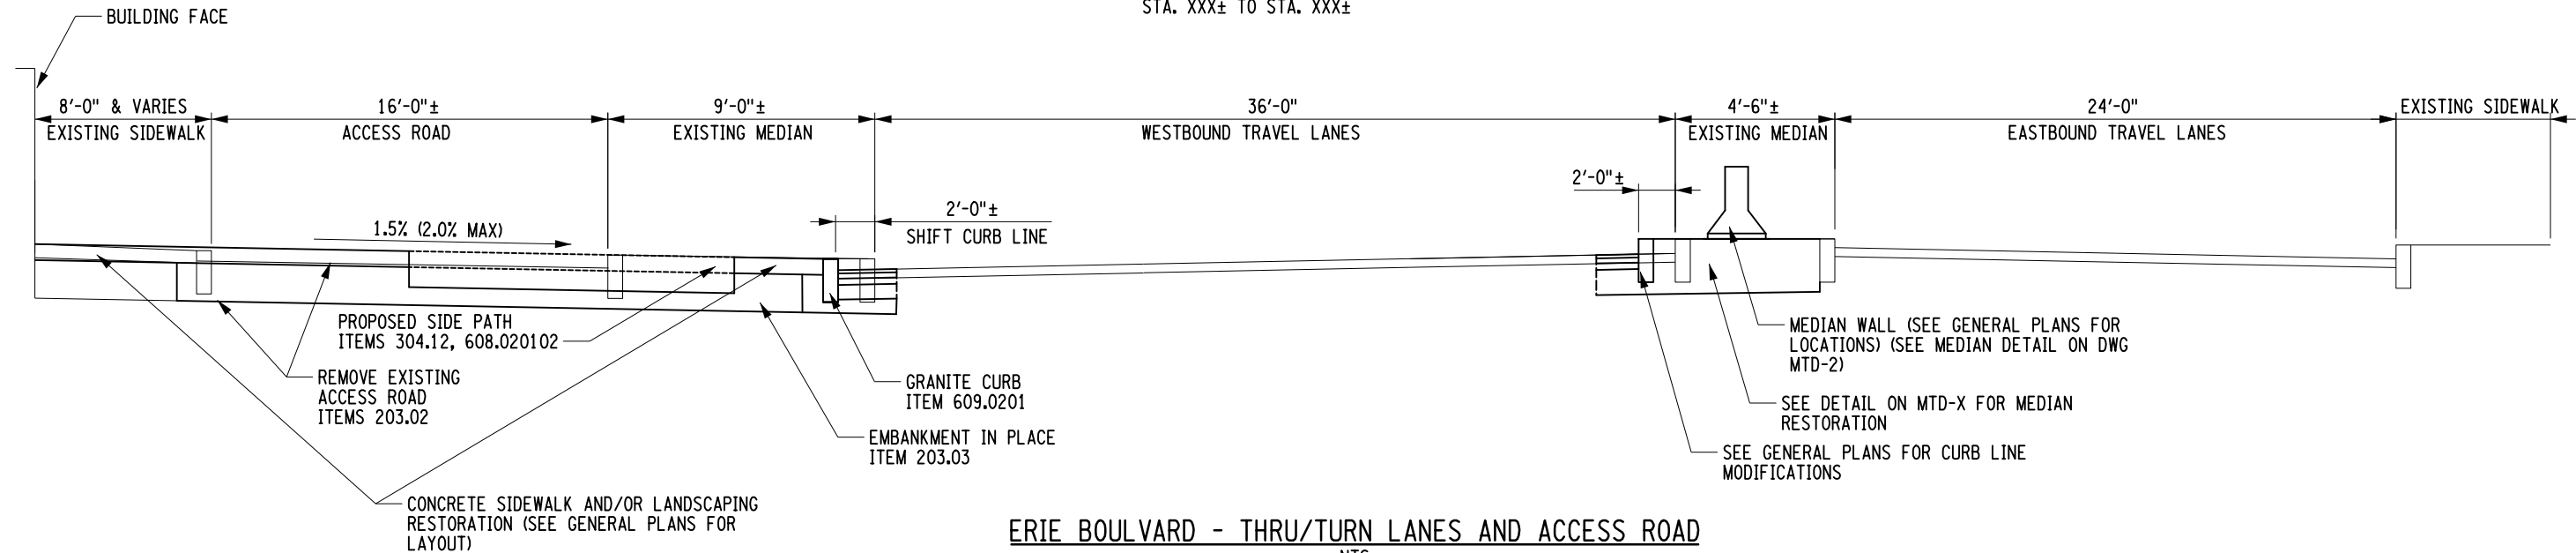 STA. XXX± TO STA. XXX±
BUILDING FACE
8'-0" & VARIES
EXISTING SIDEWALK
16'-0"±
ACCESS ROAD
9'-0"±
EXISTING MEDIAN
36'-0"
WESTBOUND TRAVEL LANES
4'-6"±
EXISTING MEDIAN
24'-0"
EASTBOUND TRAVEL LANES
EXISTING SIDEWALK
2'-0"±
SHIFT CURB LINE
2'-0"±
1.5% (2.0% MAX)
PROPOSED SIDE PATH
ITEMS 304.12, 608.020102
REMOVE EXISTING
ACCESS ROAD
ITEMS 203.02
CONCRETE SIDEWALK AND/OR LANDSCAPING
RESTORATION (SEE GENERAL PLANS FOR
LAYOUT)
GRANITE CURB
ITEM 609.0201
EMBANKMENT IN PLACE
ITEM 203.03
MEDIAN WALL (SEE GENERAL PLANS FOR
LOCATIONS) (SEE MEDIAN DETAIL ON DWG
MTD-2)
SEE DETAIL ON MTD-X FOR MEDIAN
RESTORATION
SEE GENERAL PLANS FOR CURB LINE
MODIFICATIONS
ERIE BOULVARD - THRU/TURN LANES AND ACCESS ROAD
NTS